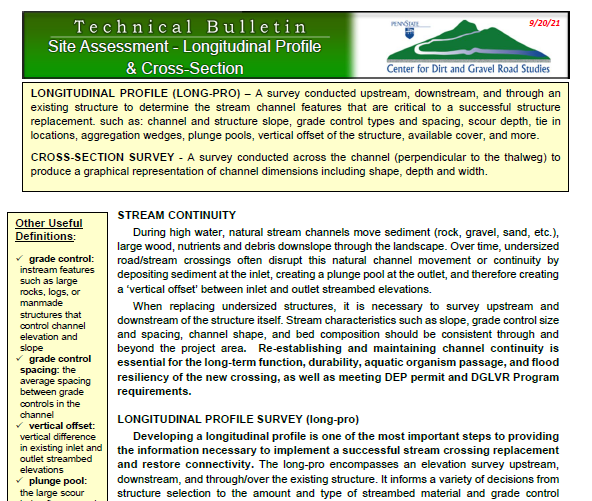 Technical Bulletin
Site Assessment - Longitudinal Profile
& Cross-Section
PENNSTATE
9/20/21
Center for Dirt and Gravel Road Studies
LONGITUDINAL PROFILE (LONG-PRO) – A survey conducted upstream, downstream, and through an
existing structure to determine the stream channel features that are critical to a successful structure
replacement. such as: channel and structure slope, grade control types and spacing, scour depth, tie in
locations, aggregation wedges, plunge pools, vertical offset of the structure, available cover, and more.
CROSS-SECTION SURVEY - A survey conducted across the channel (perpendicular to the thalweg) to
produce a graphical representation of channel dimensions including shape, depth and width.
Other Useful
Definitions:
✓ grade control:
instream features
such as large
rocks, logs, or
manmade
structures that
control channel
elevation and
slope
✓ grade control
spacing: the
average spacing
between grade
controls in the
channel
✓ vertical offset:
vertical difference
in existing inlet and
outlet streambed
elevations
✓ plunge pool:
the large scour
STREAM CONTINUITY
During high water, natural stream channels move sediment (rock, gravel, sand, etc.),
large wood, nutrients and debris downslope through the landscape. Over time, undersized
road/stream crossings often disrupt this natural channel movement or continuity by
depositing sediment at the inlet, creating a plunge pool at the outlet, and therefore creating
a 'vertical offset' between inlet and outlet streambed elevations.
When replacing undersized structures, it is necessary to survey upstream and
downstream of the structure itself. Stream characteristics such as slope, grade control size
and spacing, channel shape, and bed composition should be consistent through and
beyond the project area. Re-establishing and maintaining channel continuity is
essential for the long-term function, durability, aquatic organism passage, and flood
resiliency of the new crossing, as well as meeting DEP permit and DGLVR Program
requirements.
LONGITUDINAL PROFILE SURVEY (long-pro)
Developing a longitudinal profile is one of the most important steps to providing
the information necessary to implement a successful stream crossing replacement
and restore connectivity. The long-pro encompasses an elevation survey upstream,
downstream, and through/over the existing structure. It informs a variety of decisions from
structure selection to the amount and type of streambed material and grade control